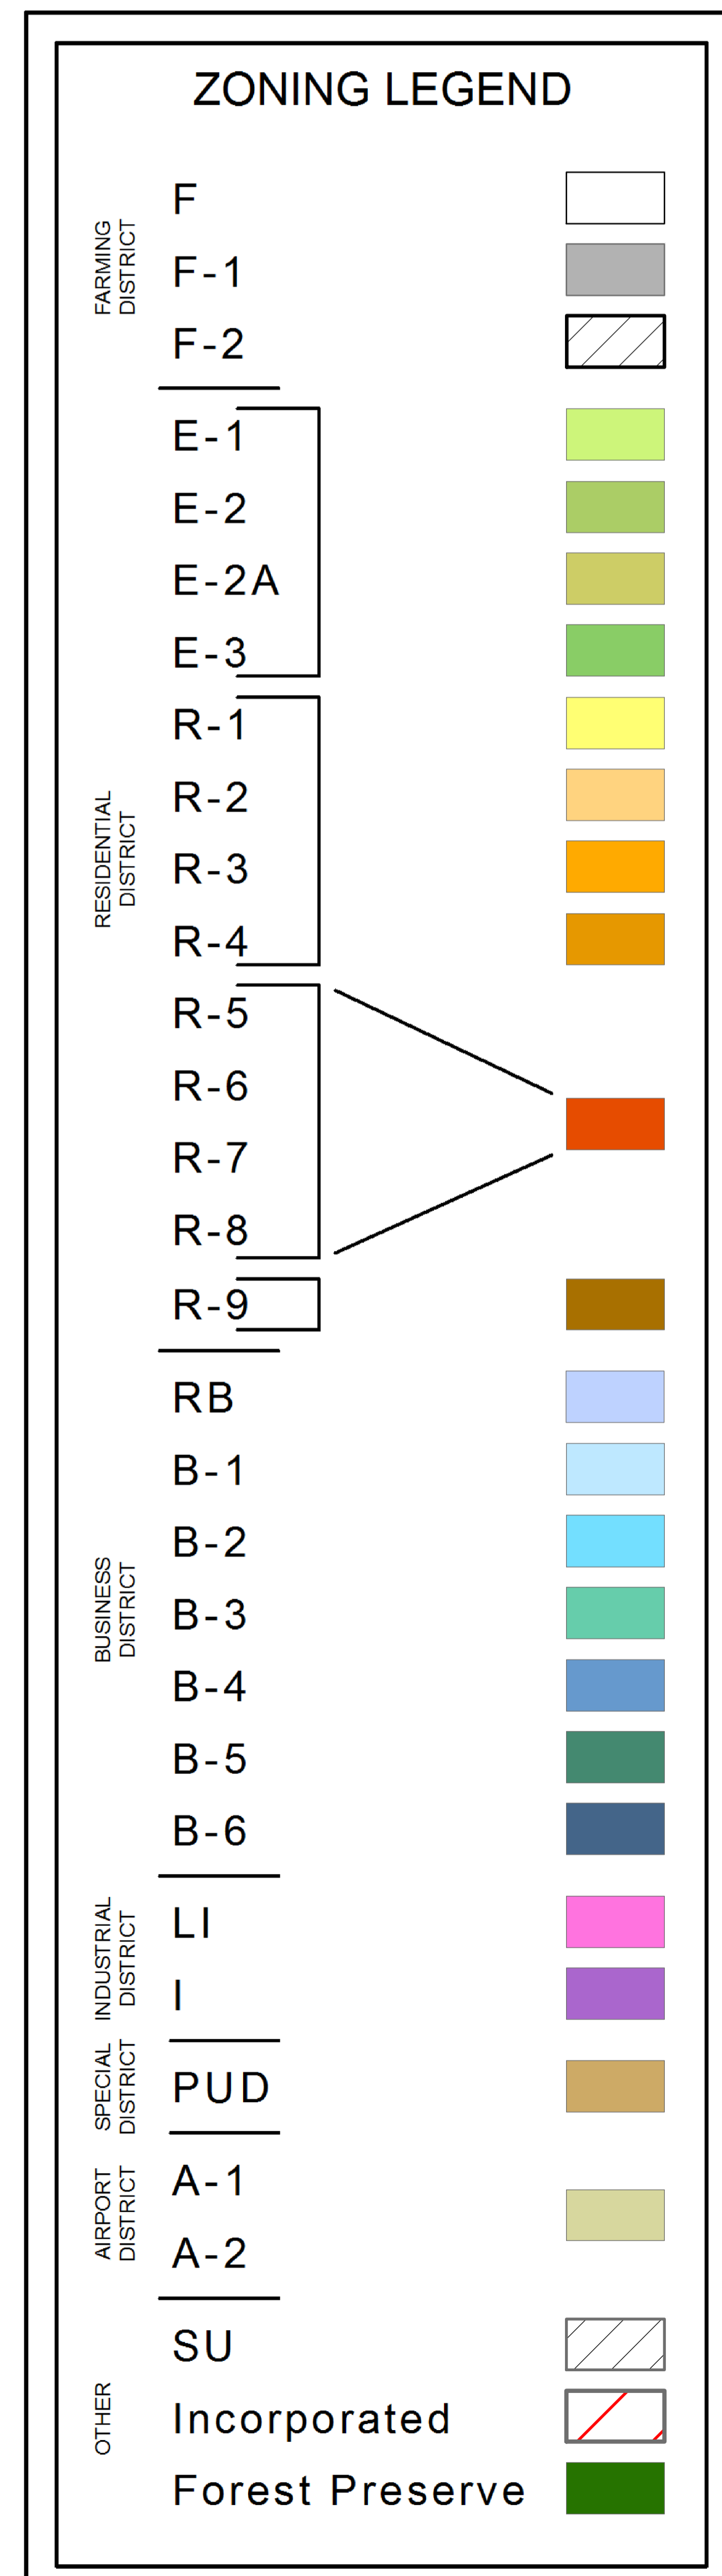 ZONING LEGEND
FARMING
DISTRICT
F
F-1
F-2
RESIDENTIAL
DISTRICT
E-1
E-2
E-2A
E-3
R-1
R-2
R-3
R-4
R-5
R-6
R-7
R-8
R-9
BUSINESS
DISTRICT
RB
B-1
B-2
B-3
B-4
B-5
B-6
INDUSTRIAL
DISTRICT
LI
I
SPECIAL
DISTRICT
PUD
AIRPORT
DISTRICT
A-1
A-2
OTHER
SU
Incorporated
Forest Preserve